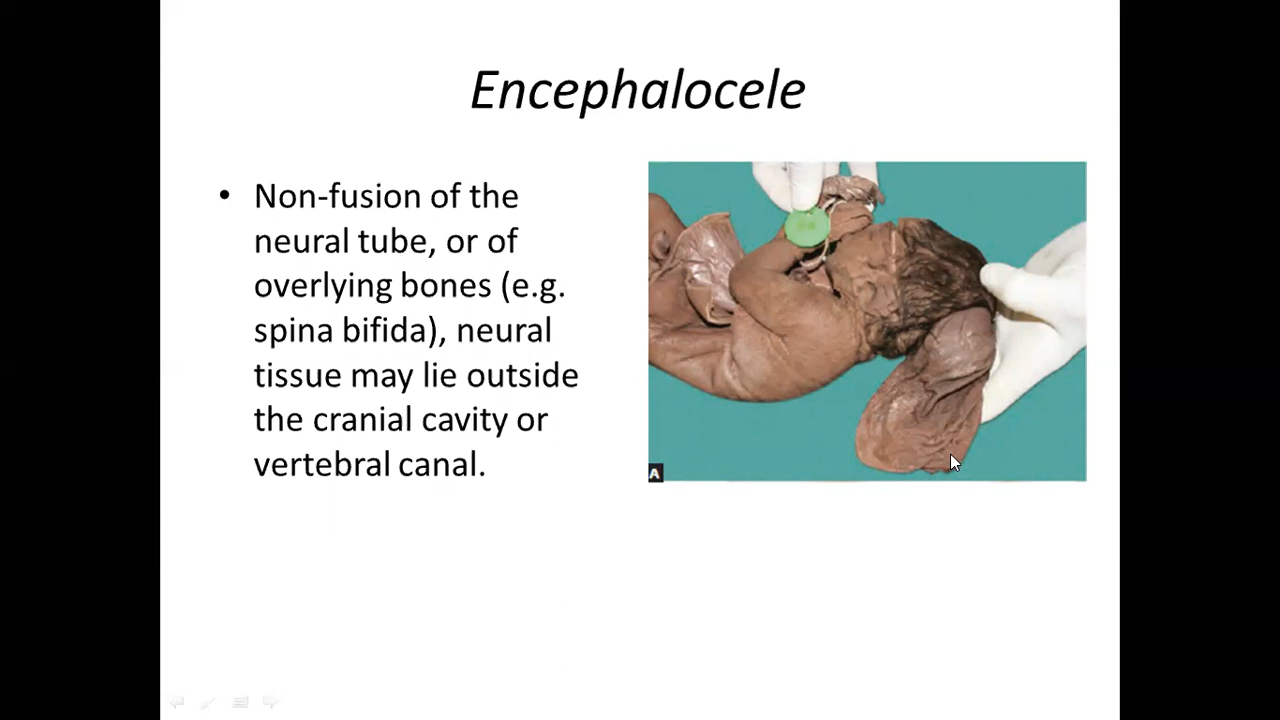 Encephalocele
• Non-fusion of the
neural tube, or of
overlying bones (e.g.
spina bifida), neural
tissue may lie outside
the cranial cavity or
vertebral canal.
A